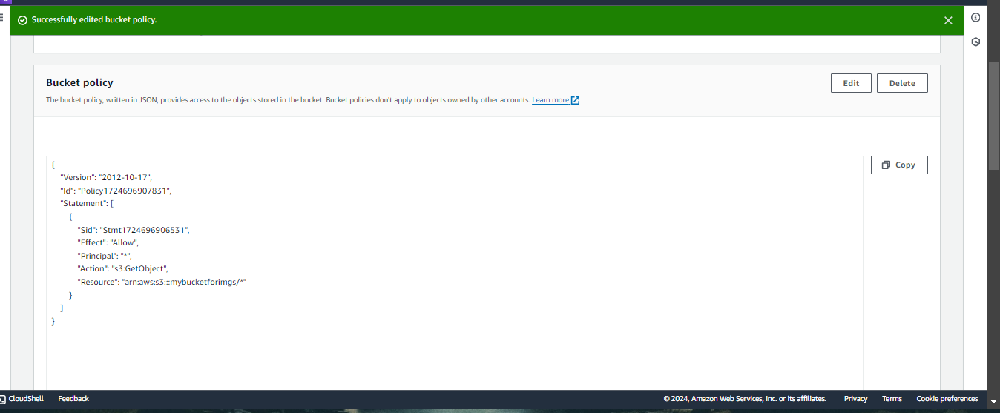 Successfully edited bucket policy.
Bucket policy
Edit
Delete
The bucket policy, written in JSON, provides access to the objects stored in the bucket. Bucket policies don't apply to objects owned by other accounts. Learn more
Copy
{
"Version": "2012-10-17",
"Id": "Policy1724696907831",
"Statement": [
{
"Sid": "Stmt1724696906531",
"Effect": "Allow",
"Principal": "*",
"Action": "s3:GetObject",
"Resource": "arn:aws:s3:::mybucketforimgs/*"
}
]
}
CloudShell Feedback © 2024, Amazon Web Services, Inc. or its affiliates. Privacy Terms Cookie preferences